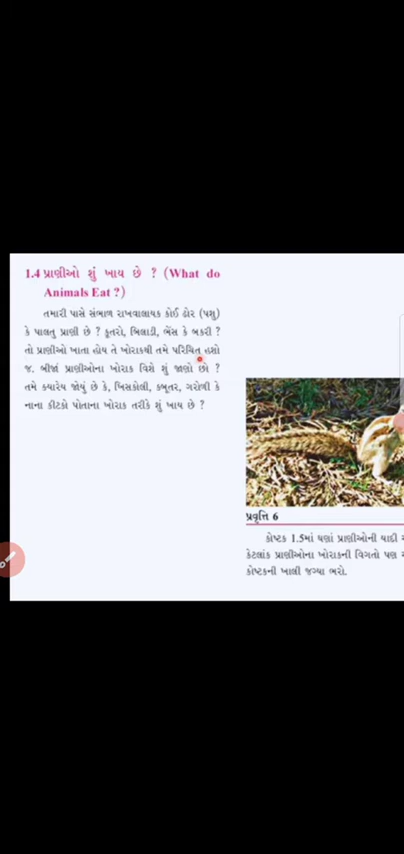 1.4 પ્રાણીઓ શું ખાય છે ? (What do
Animals Eat ?)
તમારી પાસે સંભાળ રાખવાલાયક કોઈ ઢોર (પશુ)
કે પાલતુ પ્રાણી છે ? કૂતરો, બિલાડી, ભેંસ કે બકરી ?
તો પ્રાણીઓ ખાતા હોય તે ખોરાકથી તમે પરિચિત હશો
જ. બીજાં પ્રાણીઓના ખોરાક વિશે શું જાણો છો ?
તમે ક્યારેય જોયું છે કે, ખિસકોલી, કબૂતર, ગરોળી કે
નાના કીટકો પોતાના ખોરાક તરીકે શું ખાય છે ?
પ્રવૃત્તિ 6
કોષ્ટક 1.5માં ઘણાં પ્રાણીઓની યાદી
કેટલાંક પ્રાણીઓના ખોરાકની વિગતો પણ
કોષ્ટકની ખાલી જગ્યા ભરો.